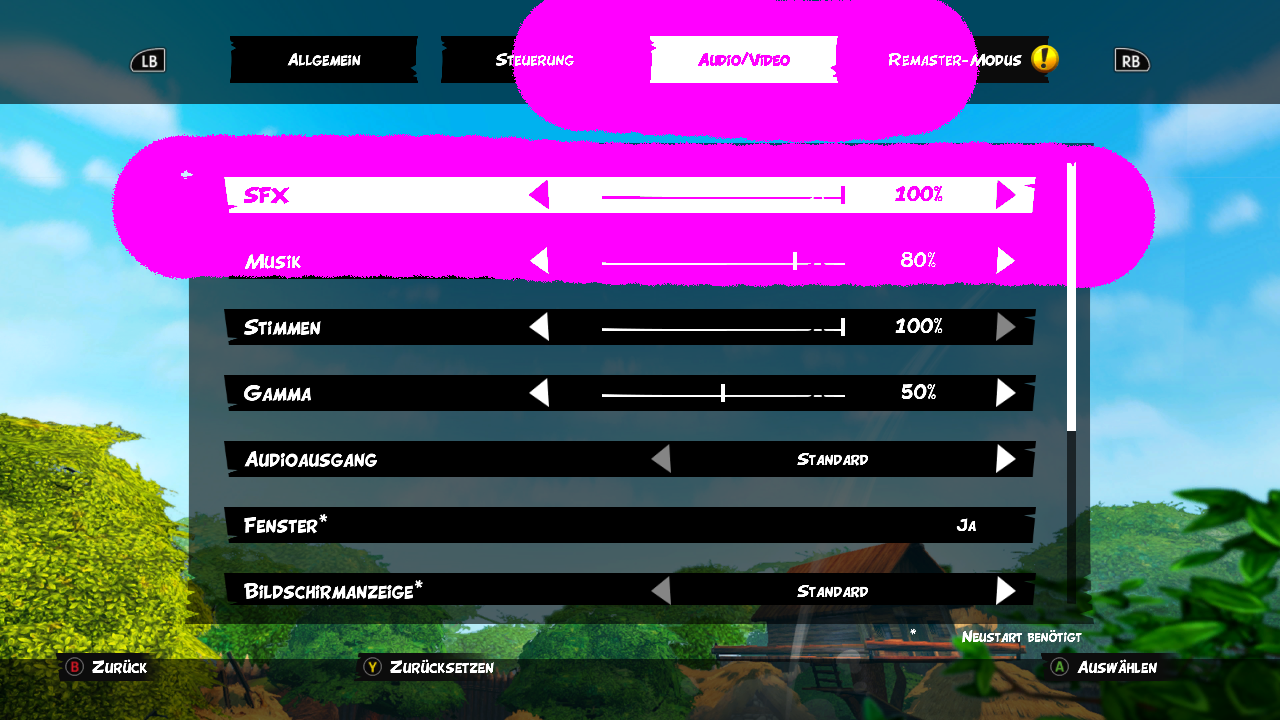 LB Allgemein Steuerung Audio/Video Remaster-Modus ! RB
SFX 100%
Musik 80%
Stimmen 100%
Gamma 50%
Audioausgang Standard
Fenster* Ja
Bildschirmanzeige* Standard
* Neustart benötigt
B Zurück Y Zurücksetzen A Auswählen